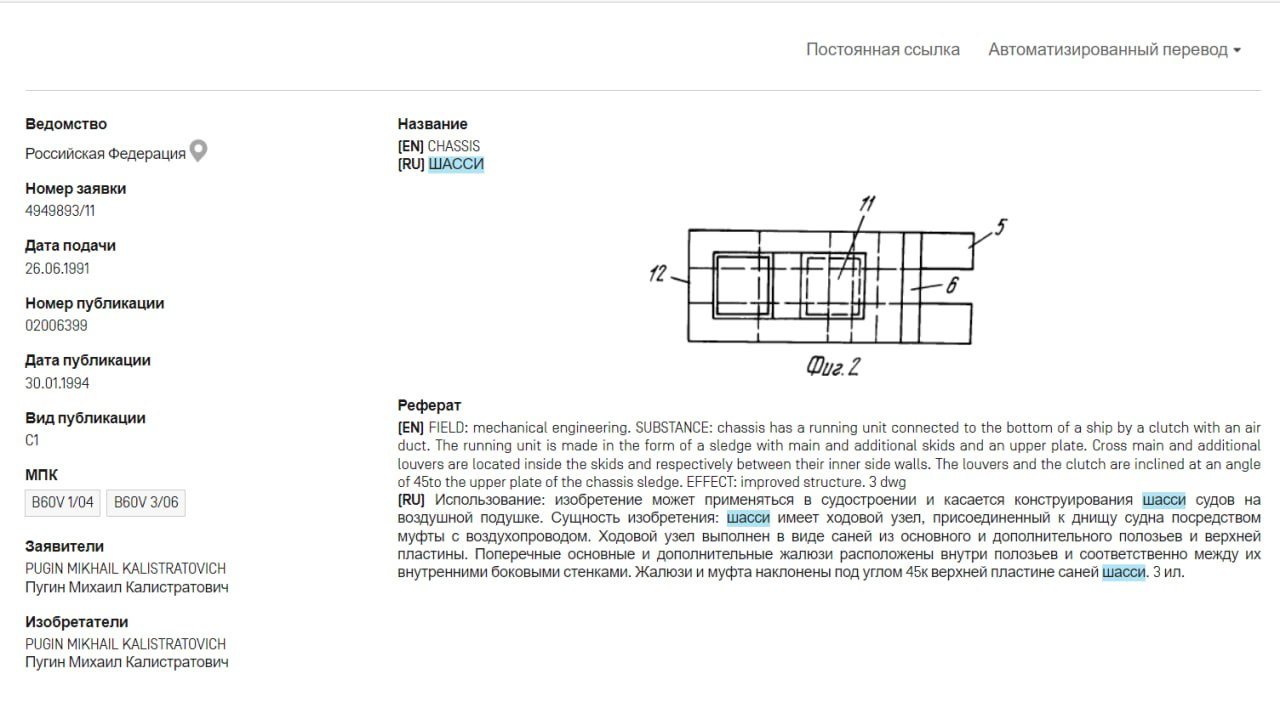 Постоянная ссылка
Автоматизированный перевод
Ведомство
Российская Федерация
Номер заявки
4949893/11
Дата подачи
26.06.1991
Номер публикации
02006399
Дата публикации
30.01.1994
Вид публикации
C1
МПК
B60V 1/04 B60V 3/06
Заявители
PUGIN MIKHAIL KALISTRATOVICH
Пугин Михаил Калистратович
Изобретатели
PUGIN MIKHAIL KALISTRATOVICH
Пугин Михаил Калистратович
Название
[EN] CHASSIS
[RU] ШАССИ
11
5
12
6
Фиг. 2
Реферат
[EN] FIELD: mechanical engineering. SUBSTANCE: chassis has a running unit connected to the bottom of a ship by a clutch with an air
duct. The running unit is made in the form of a sledge with main and additional skids and an upper plate. Cross main and additional
louvers are located inside the skids and respectively between their inner side walls. The louvers and the clutch are inclined at an angle
of 45to the upper plate of the chassis sledge. EFFECT: improved structure. 3 dwg
[RU] Использование: изобретение может применяться в судостроении и касается конструирования шасси судов на
воздушной подушке. Сущность изобретения: шасси имеет ходовой узел, присоединенный к днищу судна посредством
муфты с воздухопроводом. Ходовой узел выполнен в виде саней из основного и дополнительного полозьев и верхней
пластины. Поперечные основные и дополнительные жалюзи расположены внутри полозьев и соответственно между их
внутренними боковыми стенками. Жалюзи и муфта наклонены под углом 45к верхней пластине саней шасси. 3 ил.